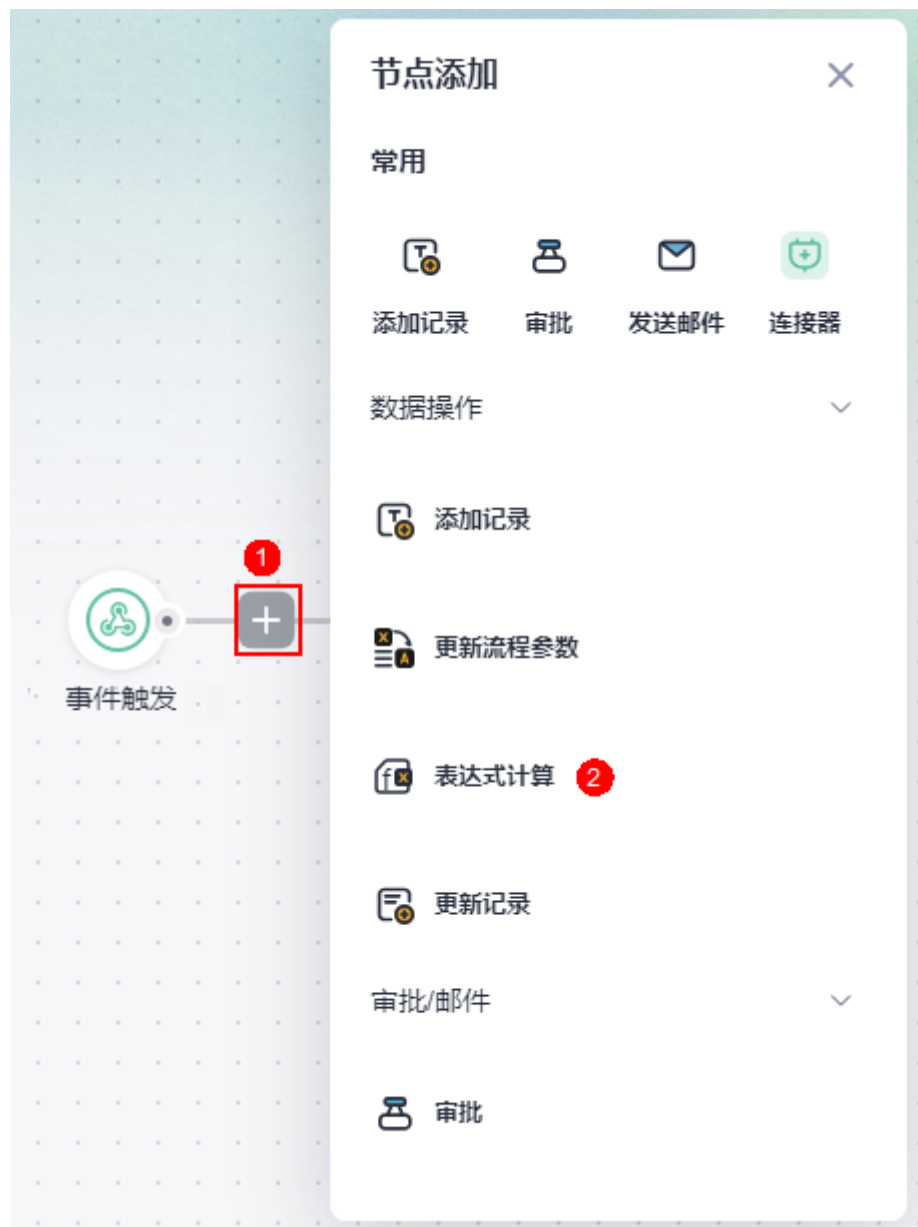 节点添加
常用
添加记录 审批 发送邮件 连接器
数据操作
添加记录
1
事件触发
更新流程参数
表达式计算 2
更新记录
审批/邮件
审批